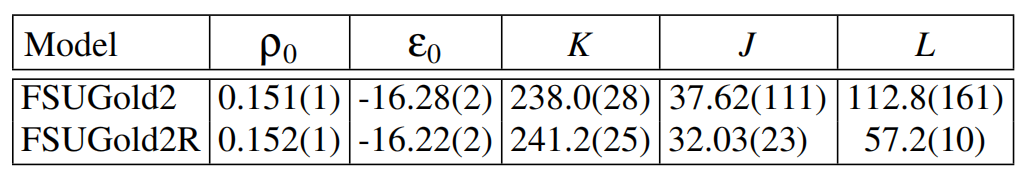 Model ρ₀ ε₀ K J L
FSUGold2 0.151(1) -16.28(2) 238.0(28) 37.62(111) 112.8(161)
FSUGold2R 0.152(1) -16.22(2) 241.2(25) 32.03(23) 57.2(10)